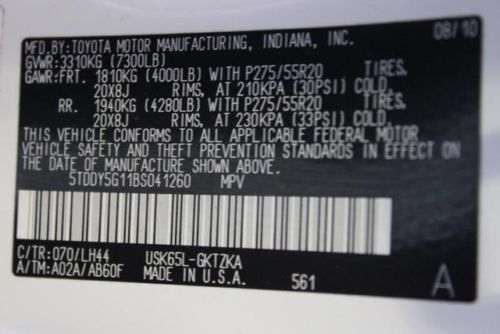 MFD.BY:TOYOTA MOTOR MANUFACTURING, INDIANA, INC. 08/10
GVWR:3310KG (7300LB)
GAWR:FRT. 1810KG (4000LB) WITH P275/55R20 TIRES,
20X8J RIMS, AT 210KPA (30PSI) COLD.
RR. 1940KG (4280LB) WITH P275/55R20 TIRES,
20X8J RIMS, AT 230KPA (33PSI) COLD.
THIS VEHICLE CONFORMS TO ALL APPLICABLE FEDERAL MOTOR
VEHICLE SAFETY AND THEFT PREVENTION STANDARDS IN EFFECT ON
THE DATE OF MANUFACTURE SHOWN ABOVE.
5TDDY5G11BS041260 MPV
C/TR:070/LH44 USK65L-GKTZKA
A/TM:A02A/AB60F MADE IN U.S.A. 561 A